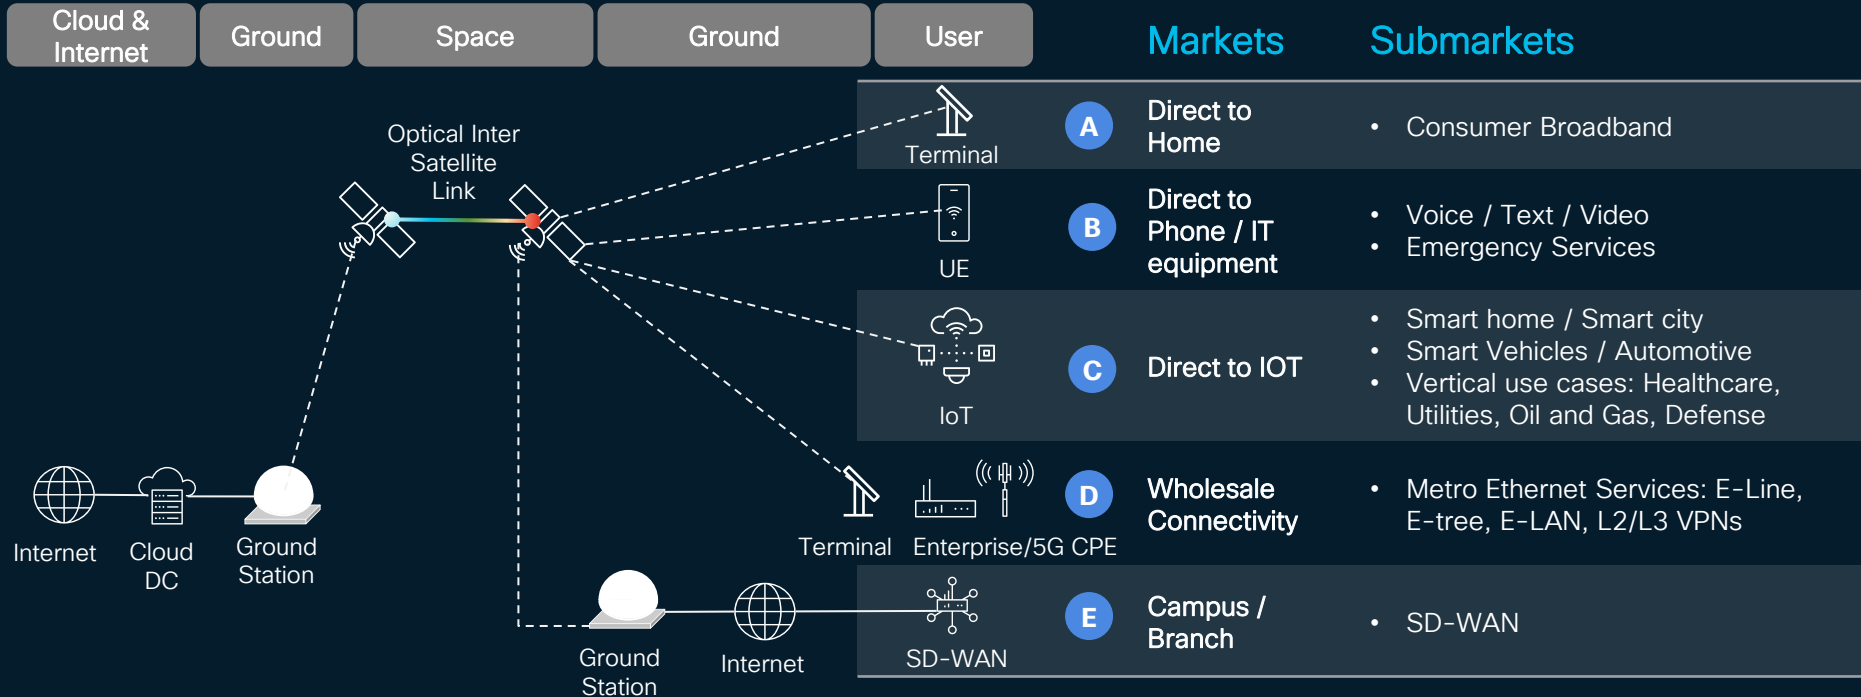 Cloud &
Internet
Ground
Space
Ground
User
Markets
Submarkets
Optical Inter
Satellite
Link
Terminal
A
Direct to
Home
• Consumer Broadband
UE
B
Direct to
Phone / IT
equipment
• Voice / Text / Video
• Emergency Services
IoT
C
Direct to IOT
• Smart home / Smart city
• Smart Vehicles / Automotive
• Vertical use cases: Healthcare,
Utilities, Oil and Gas, Defense
Internet
Cloud
DC
Ground
Station
Terminal
Enterprise/5G CPE
D
Wholesale
Connectivity
• Metro Ethernet Services: E-Line,
E-tree, E-LAN, L2/L3 VPNs
Ground
Station
Internet
SD-WAN
E
Campus /
Branch
• SD-WAN